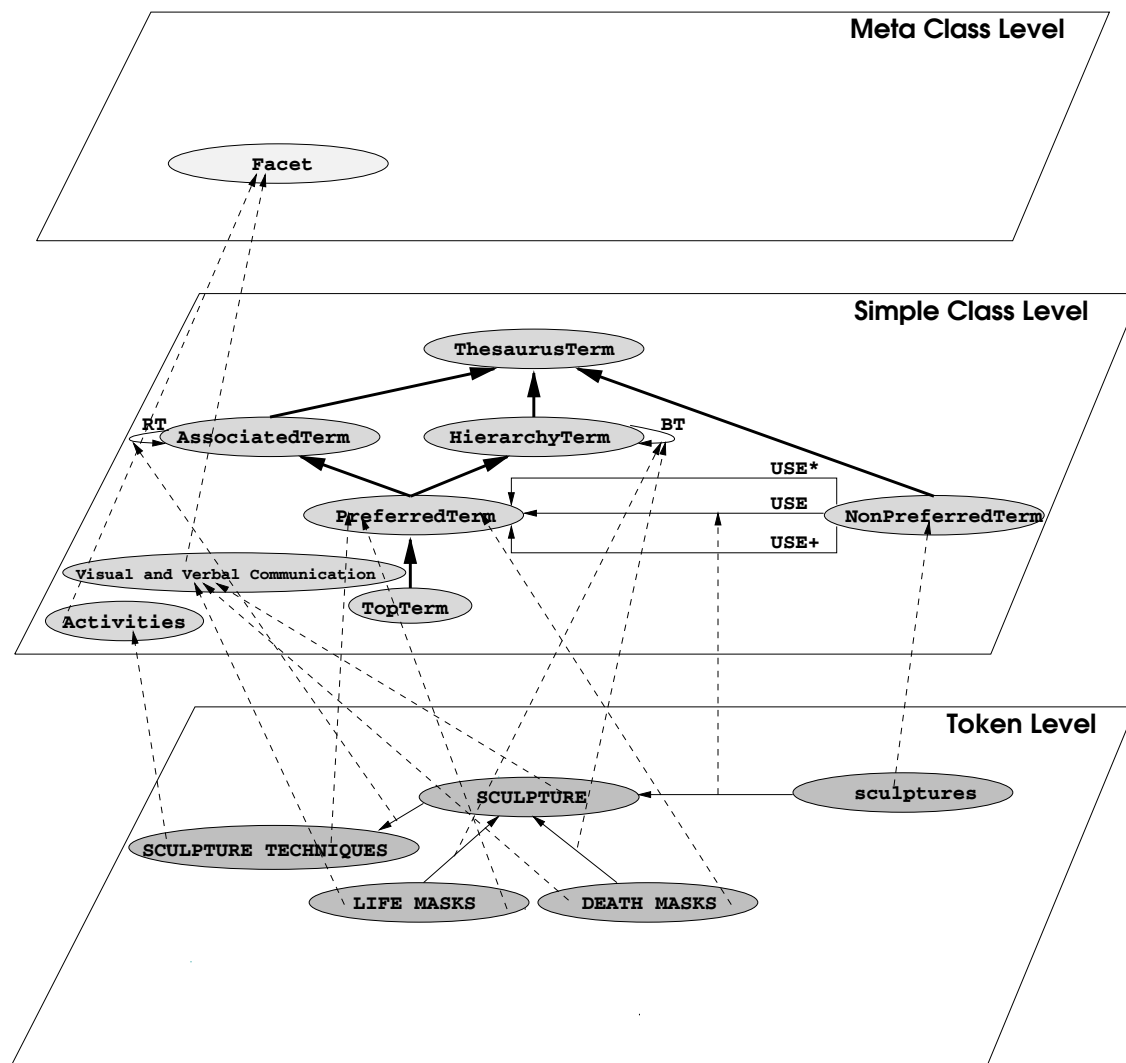 Meta Class Level
Facet
Simple Class Level
ThesaurusTerm
RT
BT
AssociatedTerm
HierarchyTerm
USE*
USE
PreferredTerm
NonPreferredTerm
USE+
Visual and Verbal Communication
TopTerm
Activities
Token Level
SCULPTURE
sculptures
SCULPTURE TECHNIQUES
LIFE MASKS
DEATH MASKS